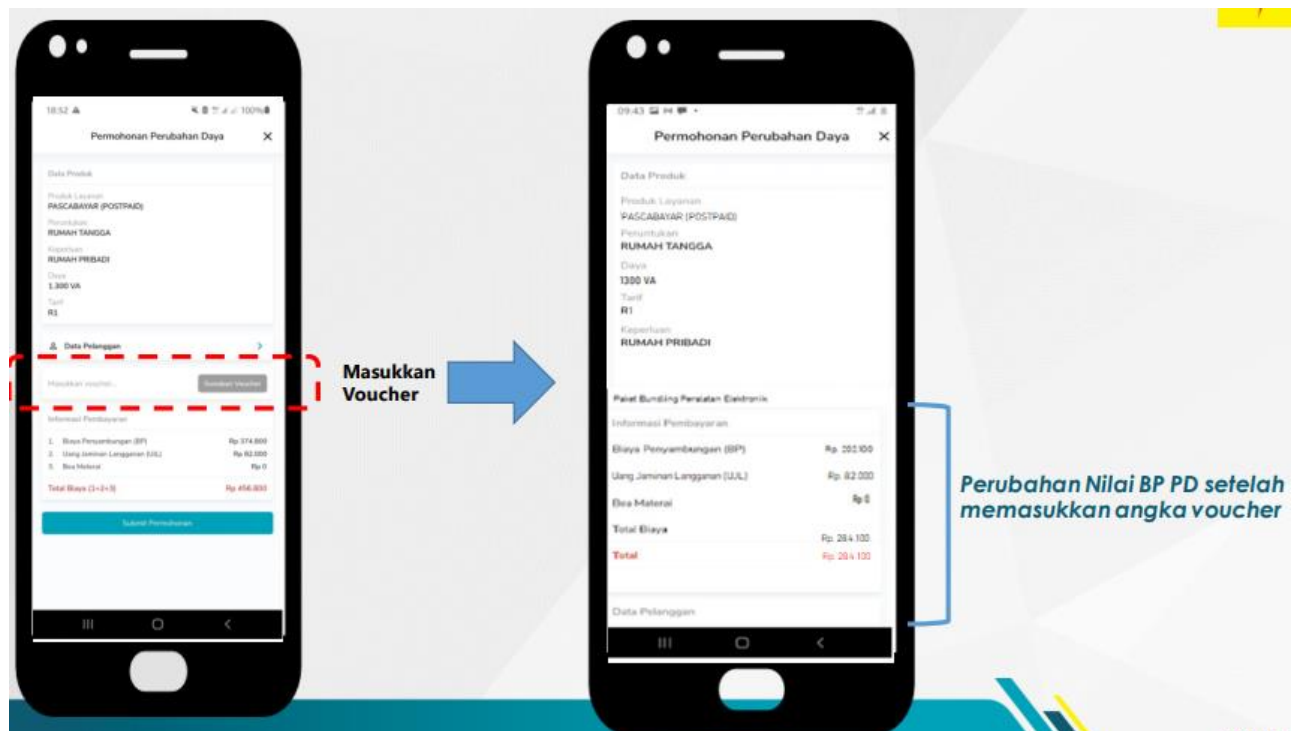 18:52
100%
Permohonan Perubahan Daya
Data Produk
Produk Layanan
PASCABAYAR (POSTPAID)
Peruntukan
RUMAH TANGGA
Keperluan
RUMAH PRIBADI
Daya
1.300 VA
Tarif
R1
Data Pelanggan
Masukkan voucher...
Gunakan Voucher
Informasi Pembayaran
1. Biaya Penyambungan (BP) Rp 374.800
2. Uang Jaminan Langganan (UJL) Rp 82.000
3. Bea Materai Rp 0
Total Biaya (1+2+3) Rp 456.800
Submit Permohonan
Masukkan
Voucher
09:43
Permohonan Perubahan Daya
Data Produk
Produk Layanan
PASCABAYAR (POSTPAID)
Peruntukan
RUMAH TANGGA
Daya
1300 VA
Tarif
R1
Keperluan
RUMAH PRIBADI
Paket Bundling Peralatan Elektronik
Informasi Pembayaran
Biaya Penyambungan (BP) Rp. 202.100
Uang Jaminan Langganan (UJL) Rp. 82.000
Bea Materai Rp 0
Total Biaya Rp. 284.100
Total Rp. 284.100
Data Pelanggan
Perubahan Nilai BP PD setelah
memasukkan angka voucher